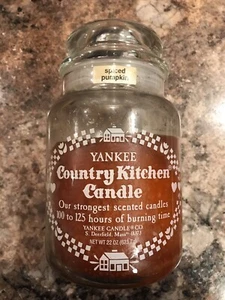 spiced
pumpkin
YANKEE
Country Kitchen
Candle
Our strongest scented candles
100 to 125 hours of burning time
YANKEE CANDLE CO.
S. Deerfield, Mass
NET WT 22 OZ